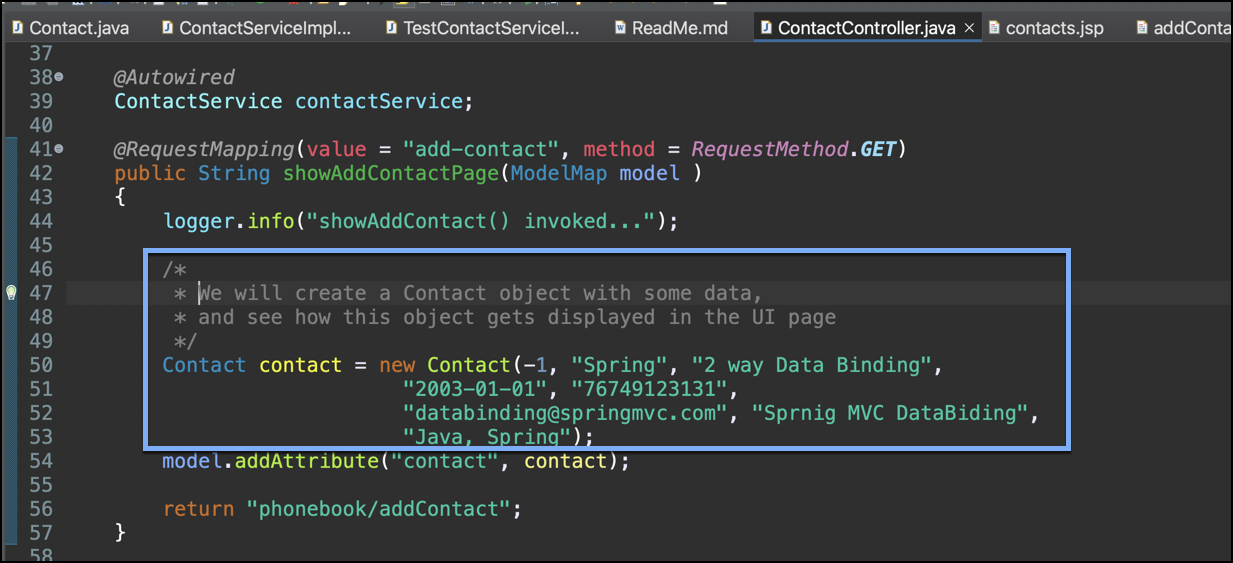 Contact.java ContactServiceImpl... TestContactServiceI... ReadMe.md ContactController.java × contacts.jsp addConta
37
38 @Autowired
39 ContactService contactService;
40
41 @RequestMapping(value = "add-contact", method = RequestMethod.GET)
42 public String showAddContactPage(ModelMap model )
43 {
44 logger.info("showAddContact() invoked...");
45
46 /*
47 * We will create a Contact object with some data,
48 * and see how this object gets displayed in the UI page
49 */
50 Contact contact = new Contact(-1, "Spring", "2 way Data Binding",
51 "2003-01-01", "76749123131",
52 "databinding@springmvc.com", "Sprnig MVC DataBiding",
53 "Java, Spring");
54 model.addAttribute("contact", contact);
55
56 return "phonebook/addContact";
57 }
58